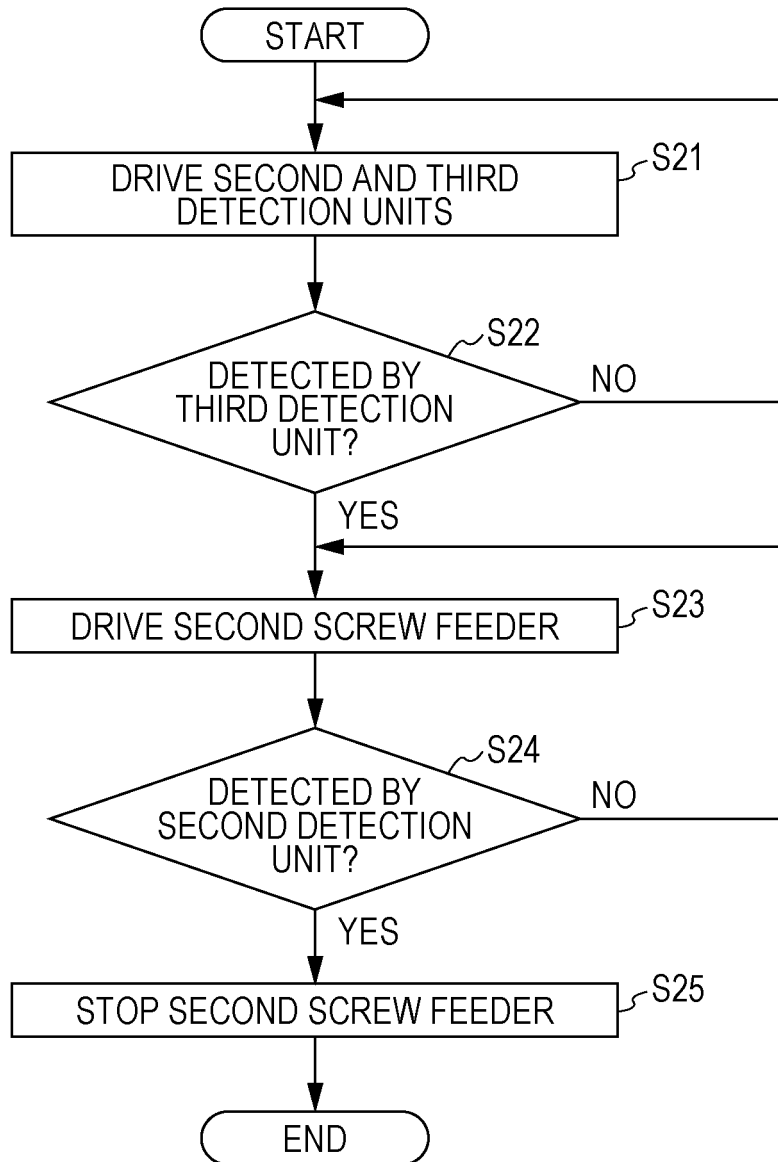 START
S21
DRIVE SECOND AND THIRD
DETECTION UNITS
S22
DETECTED BY
THIRD DETECTION
UNIT?
NO
YES
S23
DRIVE SECOND SCREW FEEDER
S24
DETECTED BY
SECOND DETECTION
UNIT?
NO
YES
S25
STOP SECOND SCREW FEEDER
END